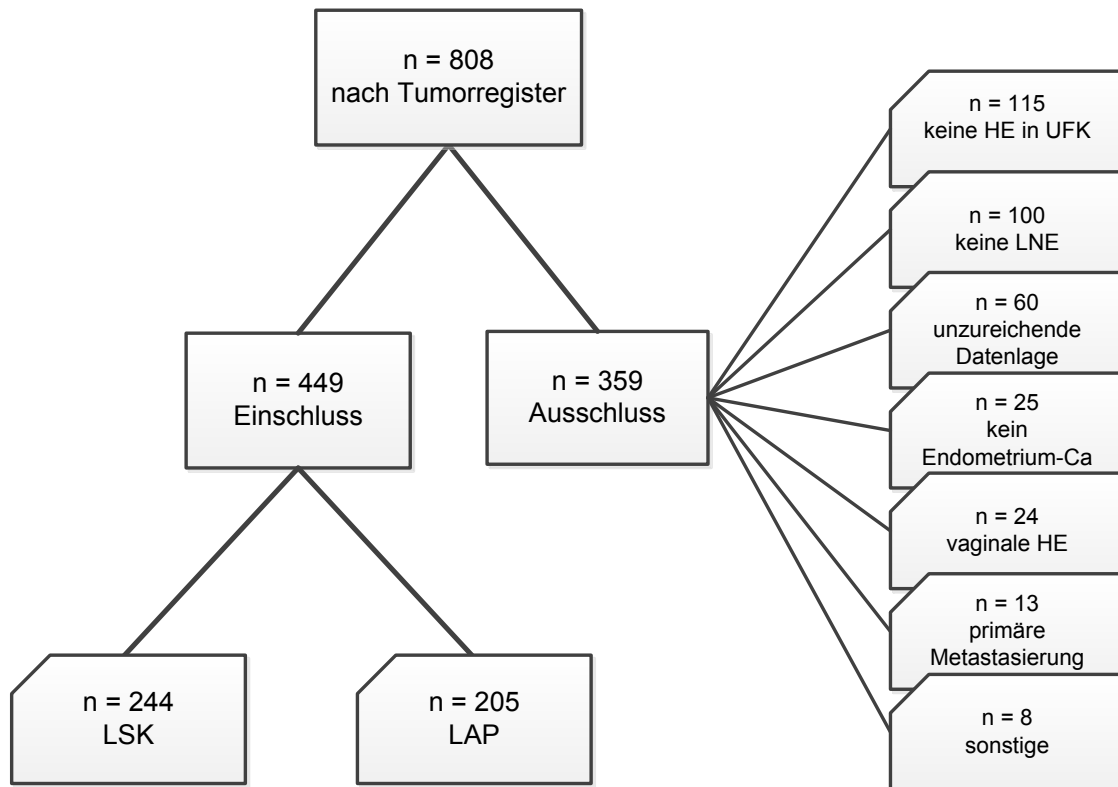 n = 808
nach Tumorregister
n = 449
Einschluss
n = 359
Ausschluss
n = 244
LSK
n = 205
LAP
n = 115
keine HE in UFK
n = 100
keine LNE
n = 60
unzureichende
Datenlage
n = 25
kein
Endometrium-Ca
n = 24
vaginale HE
n = 13
primäre
Metastasierung
n = 8
sonstige